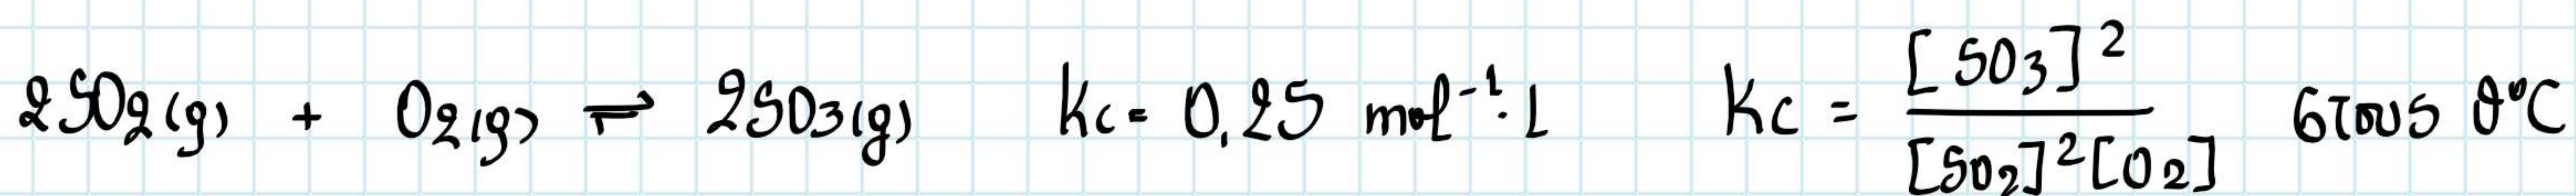 2SO₂(g) + O₂(g) ⇌ 2SO₃(g) Kc = 0,25 mol⁻¹·L Kc = [SO₃]² / [SO₂]²[O₂] στους θ°C